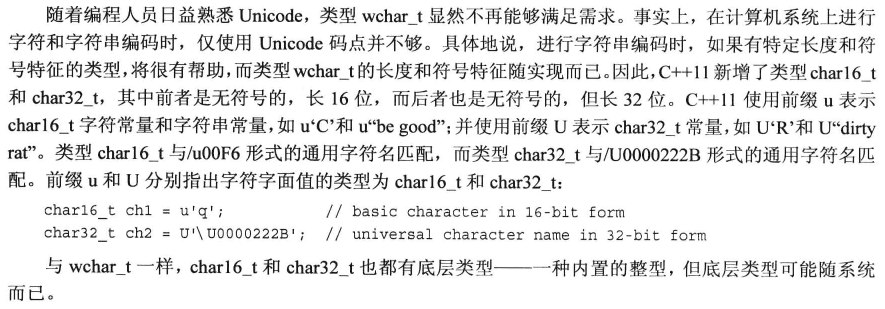 随着编程人员日益熟悉 Unicode，类型 wchar_t 显然不再能够满足需求。事实上，在计算机系统上进行
字符和字符串编码时，仅使用 Unicode 码点并不够。具体地说，进行字符串编码时，如果有特定长度和符
号特征的类型，将很有帮助，而类型 wchar_t 的长度和符号特征随实现而已。因此，C++11 新增了类型 char16_t
和 char32_t，其中前者是无符号的，长 16 位，而后者也是无符号的，但长 32 位。C++11 使用前缀 u 表示
char16_t 字符常量和字符串常量，如 u‘C’和 u“be good”；并使用前缀 U 表示 char32_t 常量，如 U‘R’和 U“dirty
rat”。类型 char16_t 与/u00F6 形式的通用字符名匹配，而类型 char32_t 与/U0000222B 形式的通用字符名匹
配。前缀 u 和 U 分别指出字符字面值的类型为 char16_t 和 char32_t：
char16_t ch1 = u'q'; // basic character in 16-bit form
char32_t ch2 = U'\U0000222B'; // universal character name in 32-bit form
与 wchar_t 一样，char16_t 和 char32_t 也都有底层类型——一种内置的整型，但底层类型可能随系统
而已。